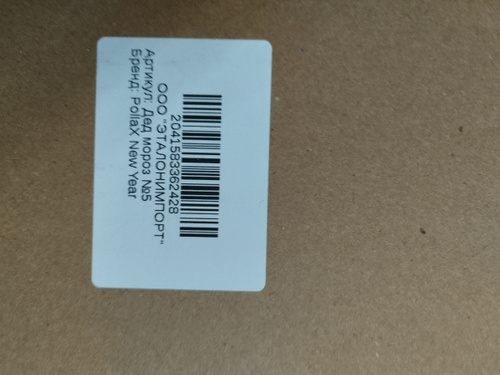 2041583362428
ООО "ЭТАЛОНИМПОРТ"
Артикул: Дед мороз №5
Бренд: PollaX New Year